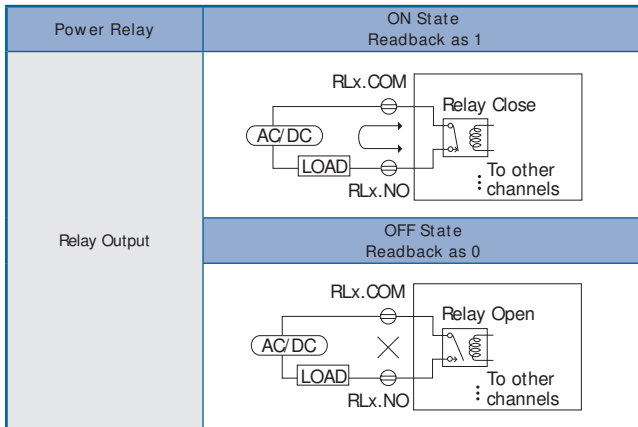 Power Relay
ON State
Readback as 1
Relay Output
RLx.COM
Relay Close
AC/DC
LOAD
RLx.NO
To other
channels
OFF State
Readback as 0
RLx.COM
Relay Open
AC/DC
LOAD
RLx.NO
To other
channels